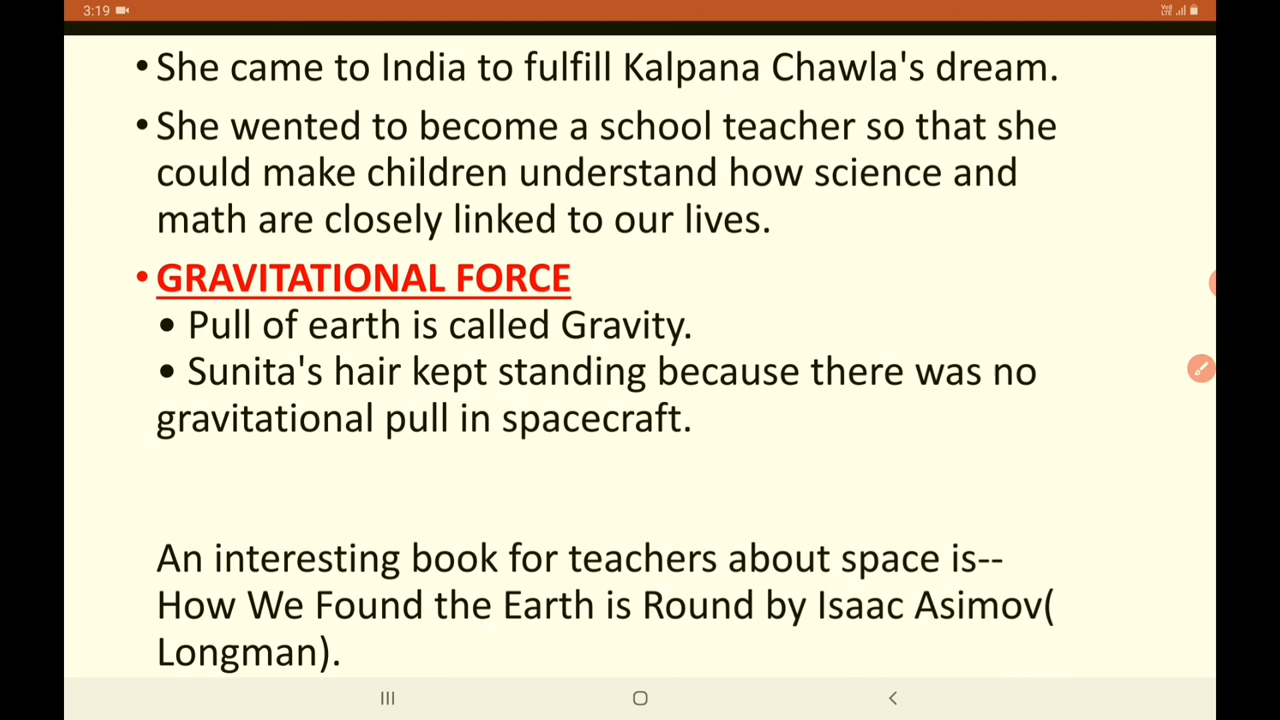 3:19
Vo) LTE
• She came to India to fulfill Kalpana Chawla's dream.
• She wented to become a school teacher so that she
could make children understand how science and
math are closely linked to our lives.
• GRAVITATIONAL FORCE
• Pull of earth is called Gravity.
• Sunita's hair kept standing because there was no
gravitational pull in spacecraft.
An interesting book for teachers about space is--
How We Found the Earth is Round by Isaac Asimov(
Longman).